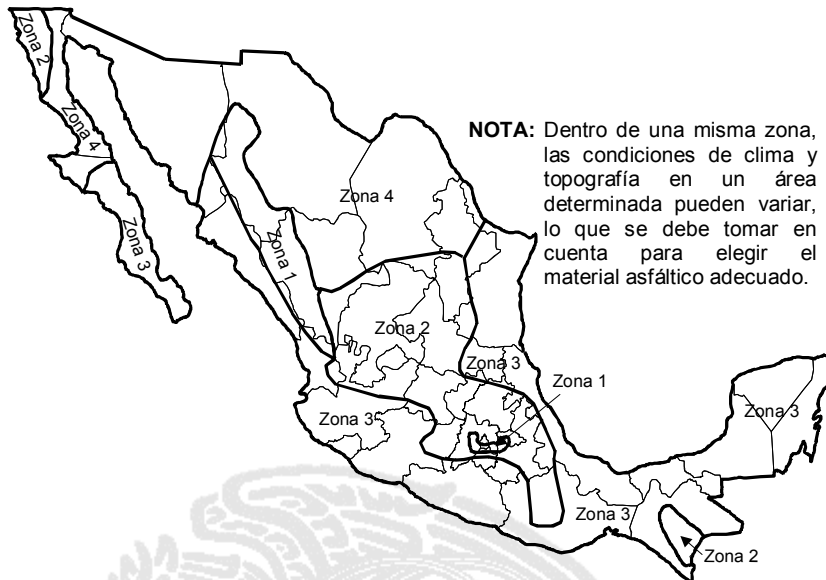 Zona 2
NOTA: Dentro de una misma zona,
las condiciones de clima y
topografía en un área
determinada pueden variar,
lo que se debe tomar en
cuenta para elegir el
material asfáltico adecuado.
Zona 4
Zona 4
Zona 3
Zona 1
Zona 2
Zona 3
Zona 1
Zona 3
Zona 3
Zona 3
Zona 2